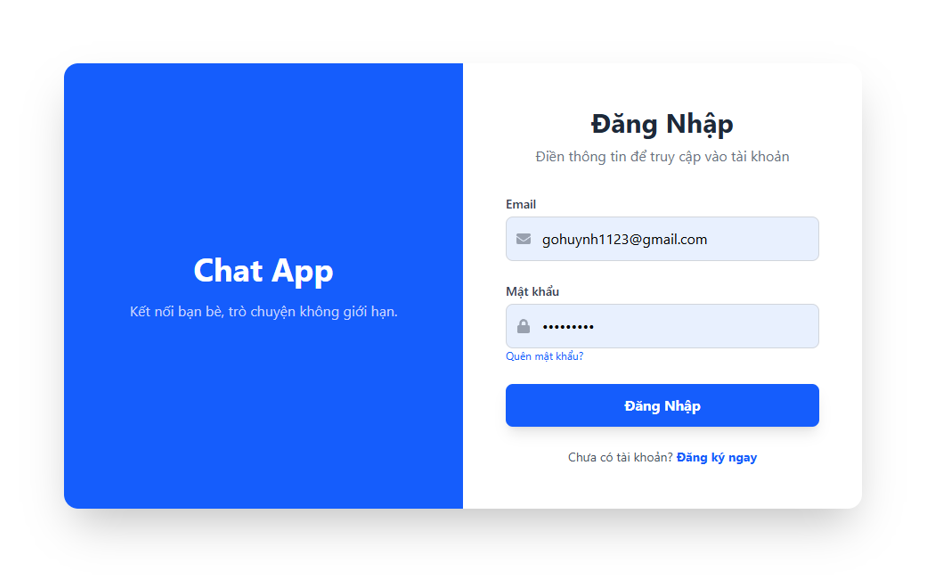 Chat App
Kết nối bạn bè, trò chuyện không giới hạn.
Đăng Nhập
Điền thông tin để truy cập vào tài khoản
Email
gohuynh1123@gmail.com
Mật khẩu
•••••••••
Quên mật khẩu?
Đăng Nhập
Chưa có tài khoản? Đăng ký ngay